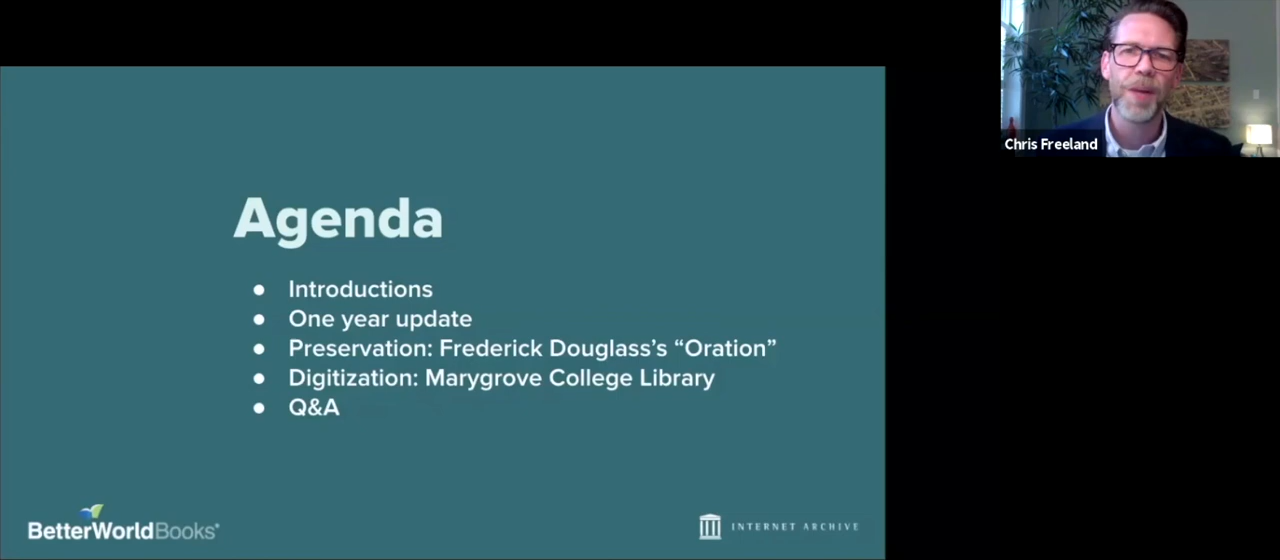 Chris Freeland
Agenda
● Introductions
● One year update
● Preservation: Frederick Douglass’s “Oration”
● Digitization: Marygrove College Library
● Q&A
BetterWorldBooks
INTERNET ARCHIVE